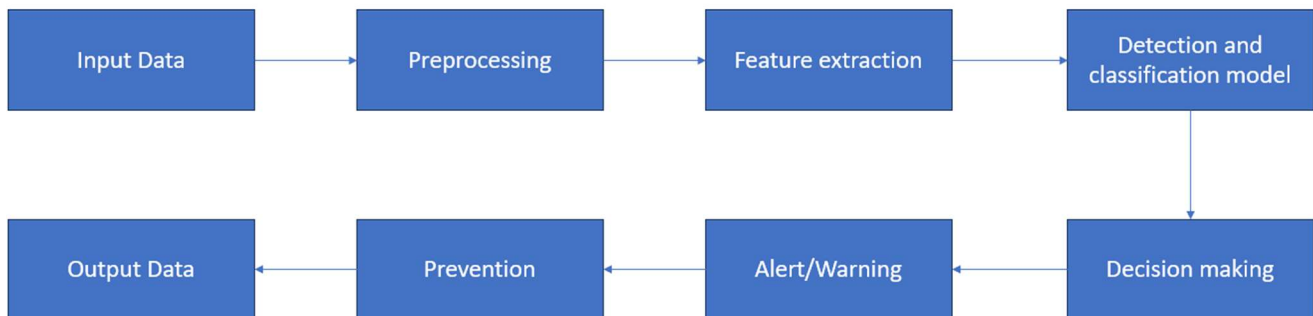 Input Data
Preprocessing
Feature extraction
Detection and
classification model
Output Data
Prevention
Alert/Warning
Decision making